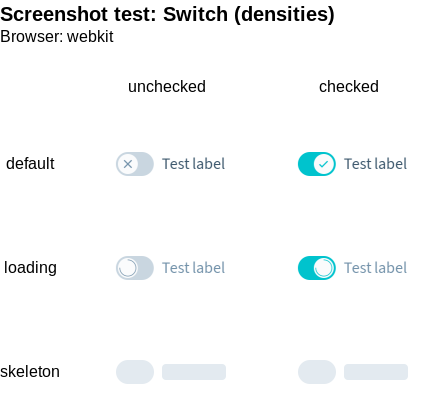 Screenshot test: Switch (densities)
Browser: webkit
unchecked checked
default Test label Test label
loading Test label Test label
skeleton